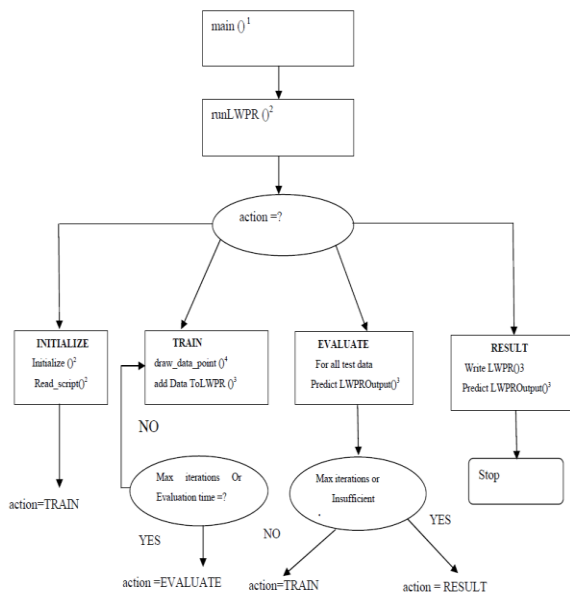 main ()1
runLWPR ()2
action =?
INITIALIZE
Initialize ()2
Read_script()2
TRAIN
draw_data_point ()4
add Data ToLWPR ()3
EVALUATE
For all test data
Predict LWPROutput()3
RESULT
Write LWPR()3
Predict LWPROutput()3
NO
action=TRAIN
Max iterations Or
Evaluation time =?
Max iterations or
Insufficient
.
Stop
YES
NO
YES
action =EVALUATE
action=TRAIN
action = RESULT